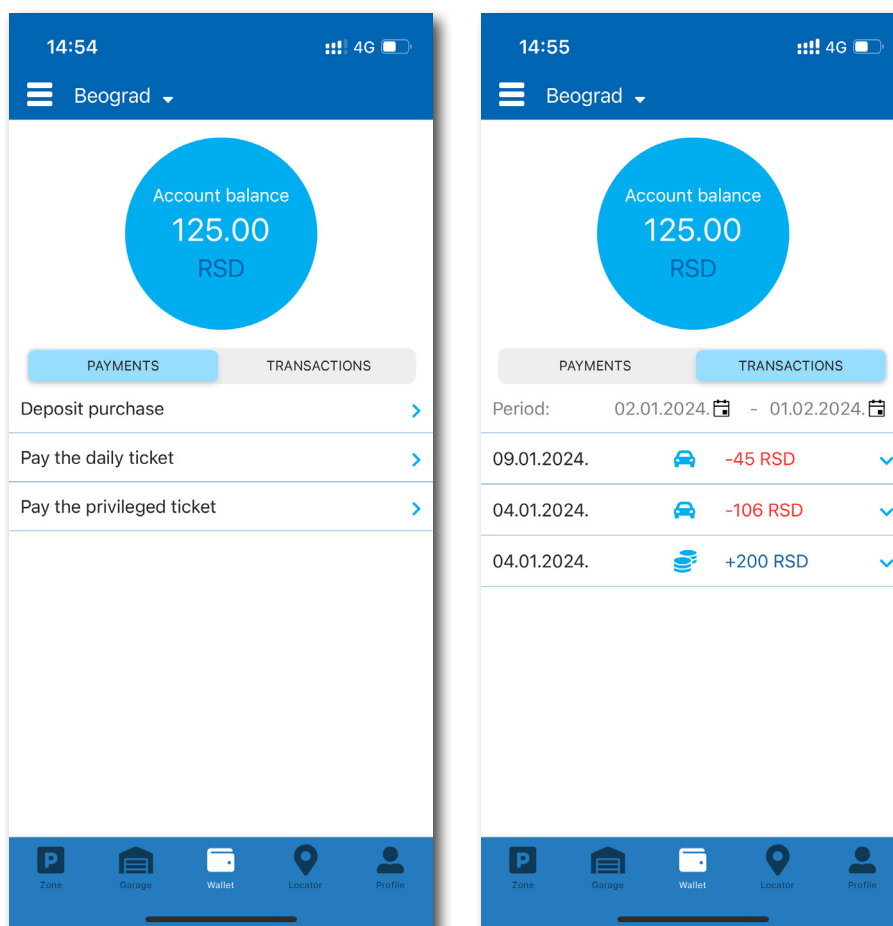 14:54
4G
Beograd
Account balance
125.00
RSD
PAYMENTS TRANSACTIONS
Deposit purchase
Pay the daily ticket
Pay the privileged ticket
P
Zone Garage Wallet Locator Profile
14:55
4G
Beograd
Account balance
125.00
RSD
PAYMENTS TRANSACTIONS
Period: 02.01.2024. - 01.02.2024.
09.01.2024. -45 RSD
04.01.2024. -106 RSD
04.01.2024. +200 RSD
P
Zone Garage Wallet Locator Profile